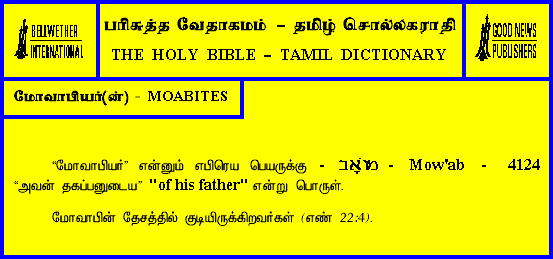 BELLWETHER INTERNATIONAL
பரிசுத்த வேதாகமம் – தமிழ் சொல்லகராதி
THE HOLY BIBLE – TAMIL DICTIONARY
GOOD NEWS PUBLISHERS
மோவாபியர்(ன்) - MOABITES
“மோவாபியர்” என்னும் எபிரெய பெயருக்கு - מוֹאָב - Mow'ab - 4124
“அவன் தகப்பனுடைய” "of his father" என்று பொருள்.
மோவாபின் தேசத்தில் குடியிருக்கிறவர்கள் (எண் 22:4).